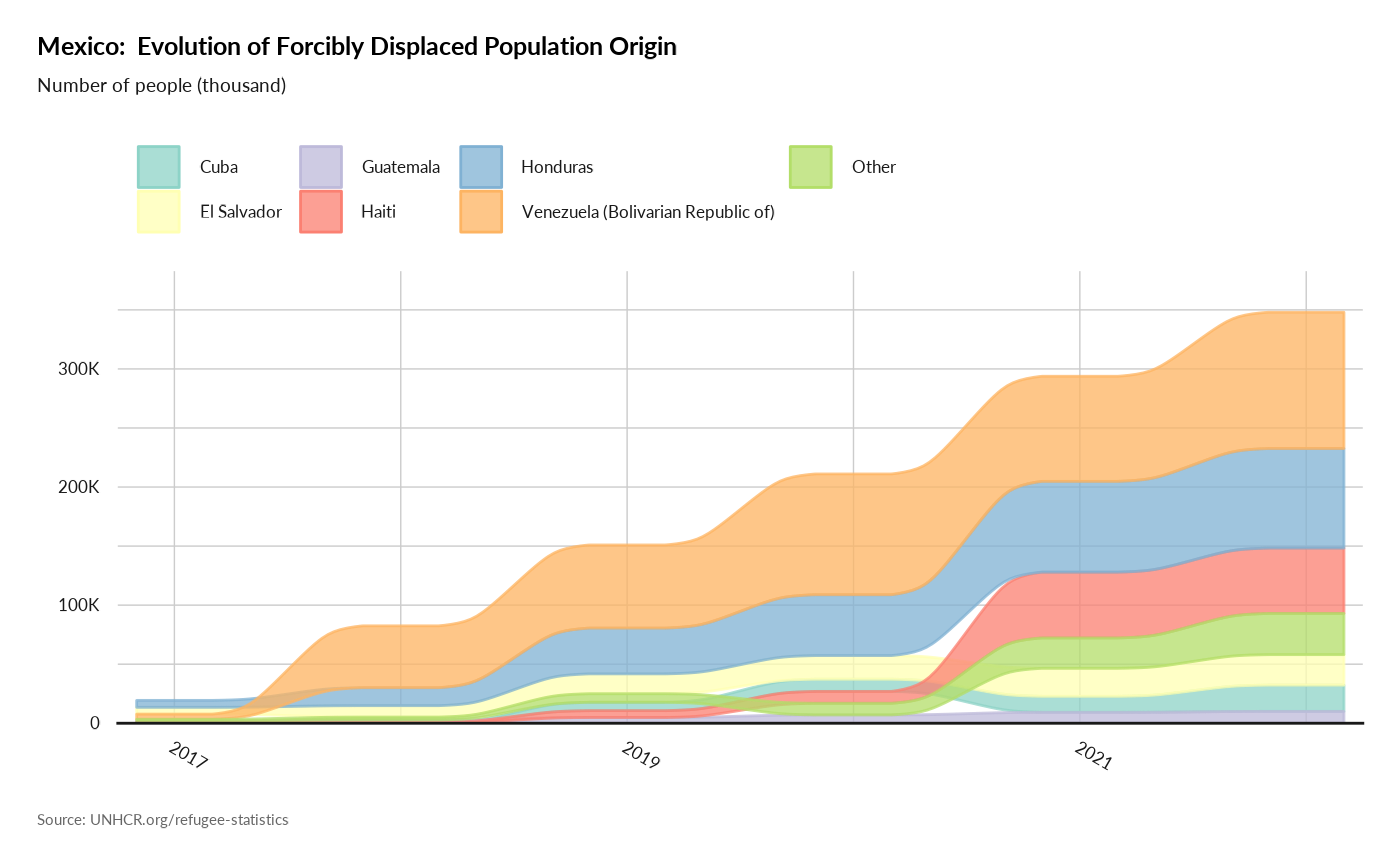 Mexico:  Evolution of Forcibly Displaced Population Origin
Number of people (thousand)
Cuba
Guatemala
Honduras
Other
El Salvador
Haiti
Venezuela (Bolivarian Republic of)
300K
200K
100K
0
2017
2019
2021
Source: UNHCR.org/refugee-statistics